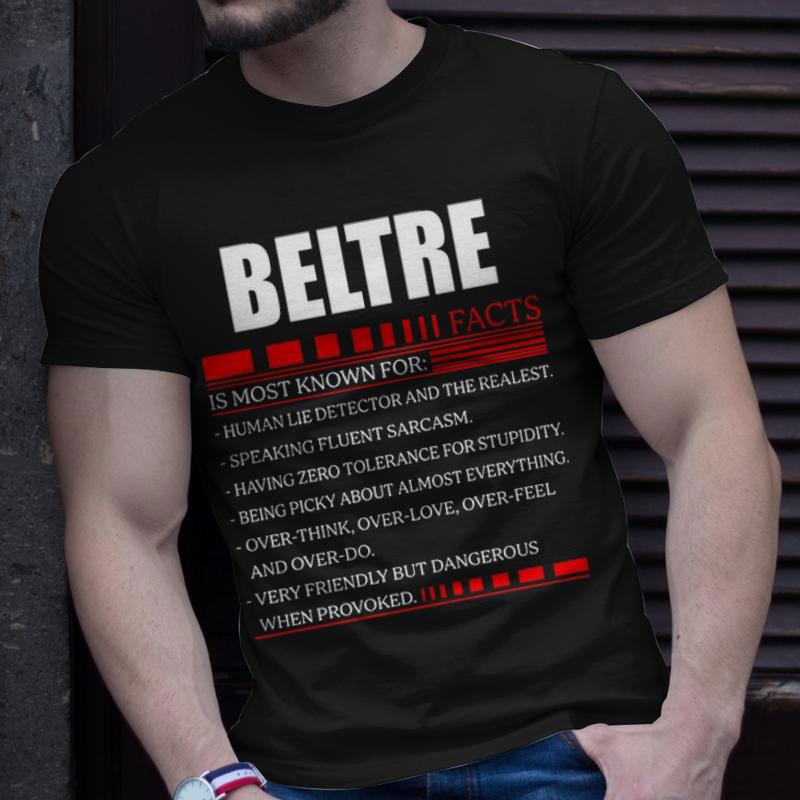 BELTRE
FACTS
IS MOST KNOWN FOR:
- HUMAN LIE DETECTOR AND THE REALEST.
- SPEAKING FLUENT SARCASM.
- HAVING ZERO TOLERANCE FOR STUPIDITY.
- BEING PICKY ABOUT ALMOST EVERYTHING.
- OVER-THINK, OVER-LOVE, OVER-FEEL
AND OVER-DO.
- VERY FRIENDLY BUT DANGEROUS
WHEN PROVOKED.